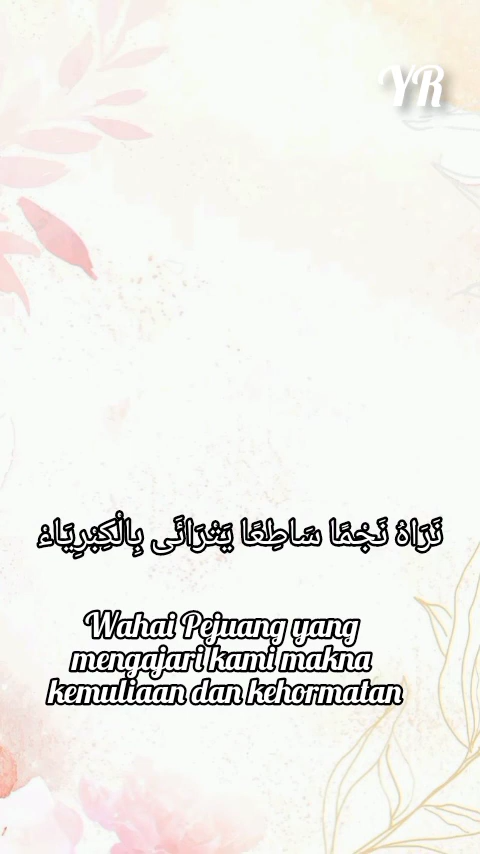 YR
نَرَاهُ نَجْمًا سَاطِعًا يَتَرَائَى بِالْكِبْرِيَاءْ
Wahai Pejuang yang
mengajari kami makna
kemuliaan dan kehormatan